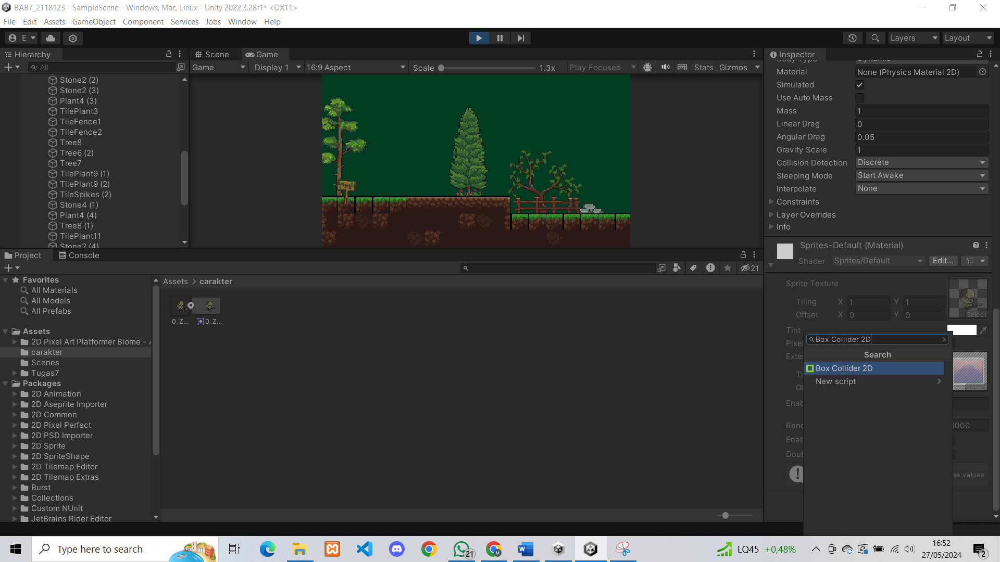 BAB7_2118123 - SampleScene - Windows, Mac, Linux - Unity 2022.3.28f1* <DX11>
File Edit Assets GameObject Component Services Jobs Window Help
E
Layers
Layout
Hierarchy
All
Stone2 (2)
Stone2 (3)
Plant4 (3)
TilePlant3
TileFence1
TileFence2
Tree8
Tree6 (2)
Tree7
TilePlant9 (1)
TilePlant9 (2)
TileSpikes (2)
Stone4 (1)
Plant4 (4)
Tree8 (1)
TilePlant11
Stone2 (4)
Scene
Game
Game
Display 1
16:9 Aspect
Scale
1.3x
Play Focused
Stats
Gizmos
Inspector
Body Type
Dynamic
Material
None (Physics Material 2D)
Simulated
Use Auto Mass
Mass
1
Linear Drag
0
Angular Drag
0.05
Gravity Scale
1
Collision Detection
Discrete
Sleeping Mode
Start Awake
Interpolate
None
Constraints
Layer Overrides
Info
Sprites-Default (Material)
Shader
Sprites/Default
Edit...
Sprite Texture
Tiling X 1 Y 1
Offset X 0 Y 0
Select
Tint
Pixel
Exter
Ti
Of
Select
Enab
Rend
3000
Enab
Doub
se values
Box Collider 2D
Search
Box Collider 2D
New script
Project
Console
21
Favorites
All Materials
All Models
All Prefabs
Assets
2D Pixel Art Platformer Biome -
carakter
Scenes
Tugas7
Packages
2D Animation
2D Aseprite Importer
2D Common
2D Pixel Perfect
2D PSD Importer
2D Sprite
2D SpriteShape
2D Tilemap Editor
2D Tilemap Extras
Burst
Collections
Custom NUnit
JetBrains Rider Editor
Assets > carakter
0_Z...
0_Z...
Type here to search
21
LQ45 +0,48%
16:52
27/05/2024
2